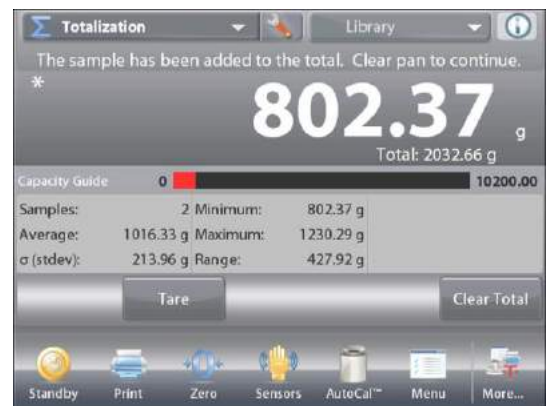 Σ Totalization Library
The sample has been added to the total. Clear pan to continue.
*
802.37 g
Total: 2032.66 g
Capacity Guide 0 10200.00
Samples: 2 Minimum: 802.37 g
Average: 1016.33 g Maximum: 1230.29 g
σ (stdev): 213.96 g Range: 427.92 g
Tare Clear Total
Standby Print Zero Sensors AutoCal™ Menu More...